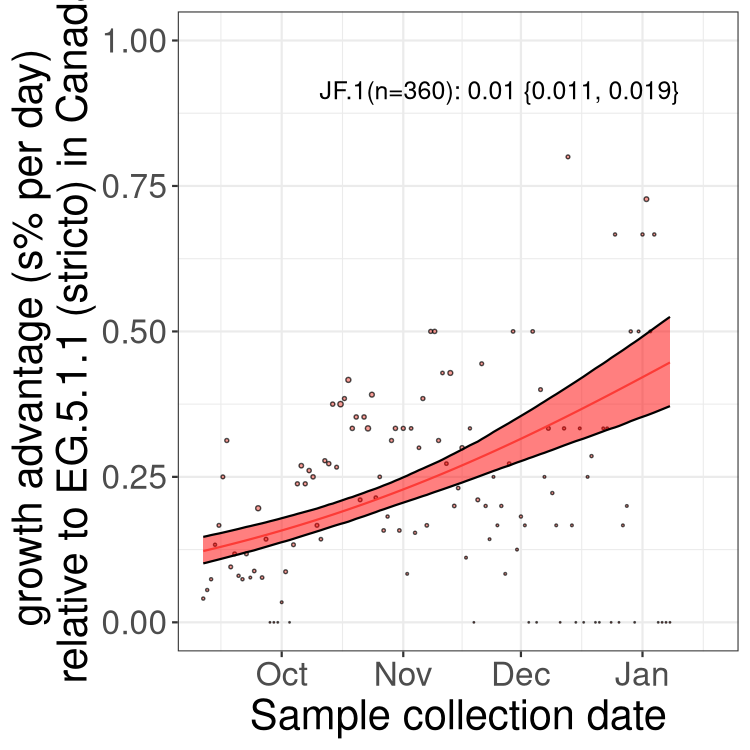 growth advantage (s% per day)
relative to EG.5.1.1 (stricto) in Canada
1.00
0.75
0.50
0.25
0.00
JF.1(n=360): 0.01 {0.011, 0.019}
Oct Nov Dec Jan
Sample collection date